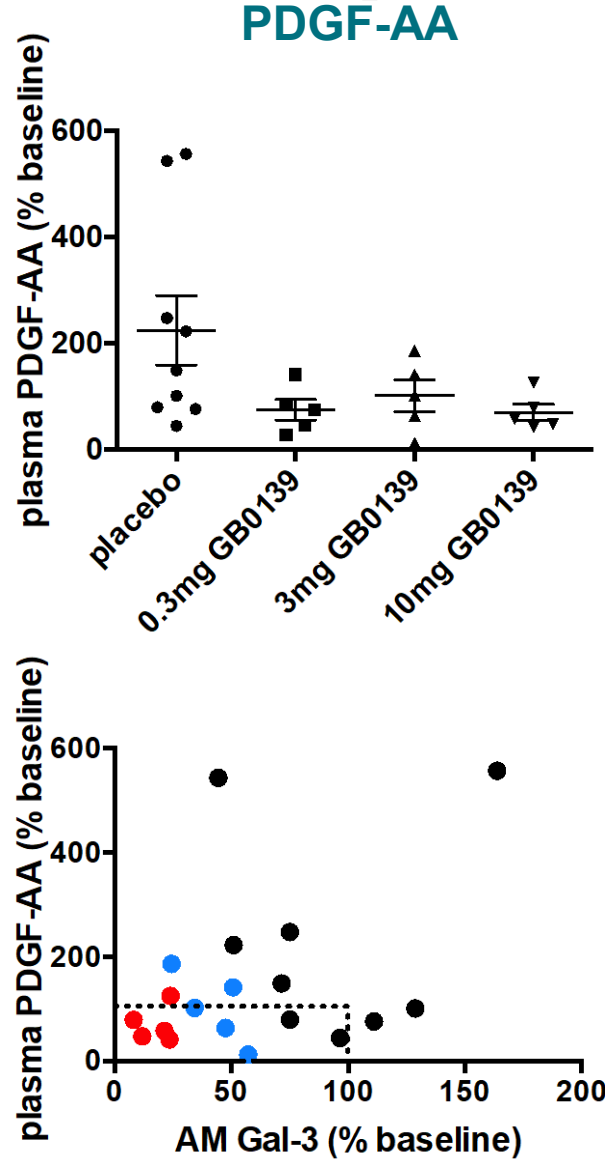 PDGF-AA
plasma PDGF-AA (% baseline)
600
400
200
0
placebo
0.3mg GB0139
3mg GB0139
10mg GB0139
plasma PDGF-AA (% baseline)
600
400
200
0
0 50 100 150 200
AM Gal-3 (% baseline)